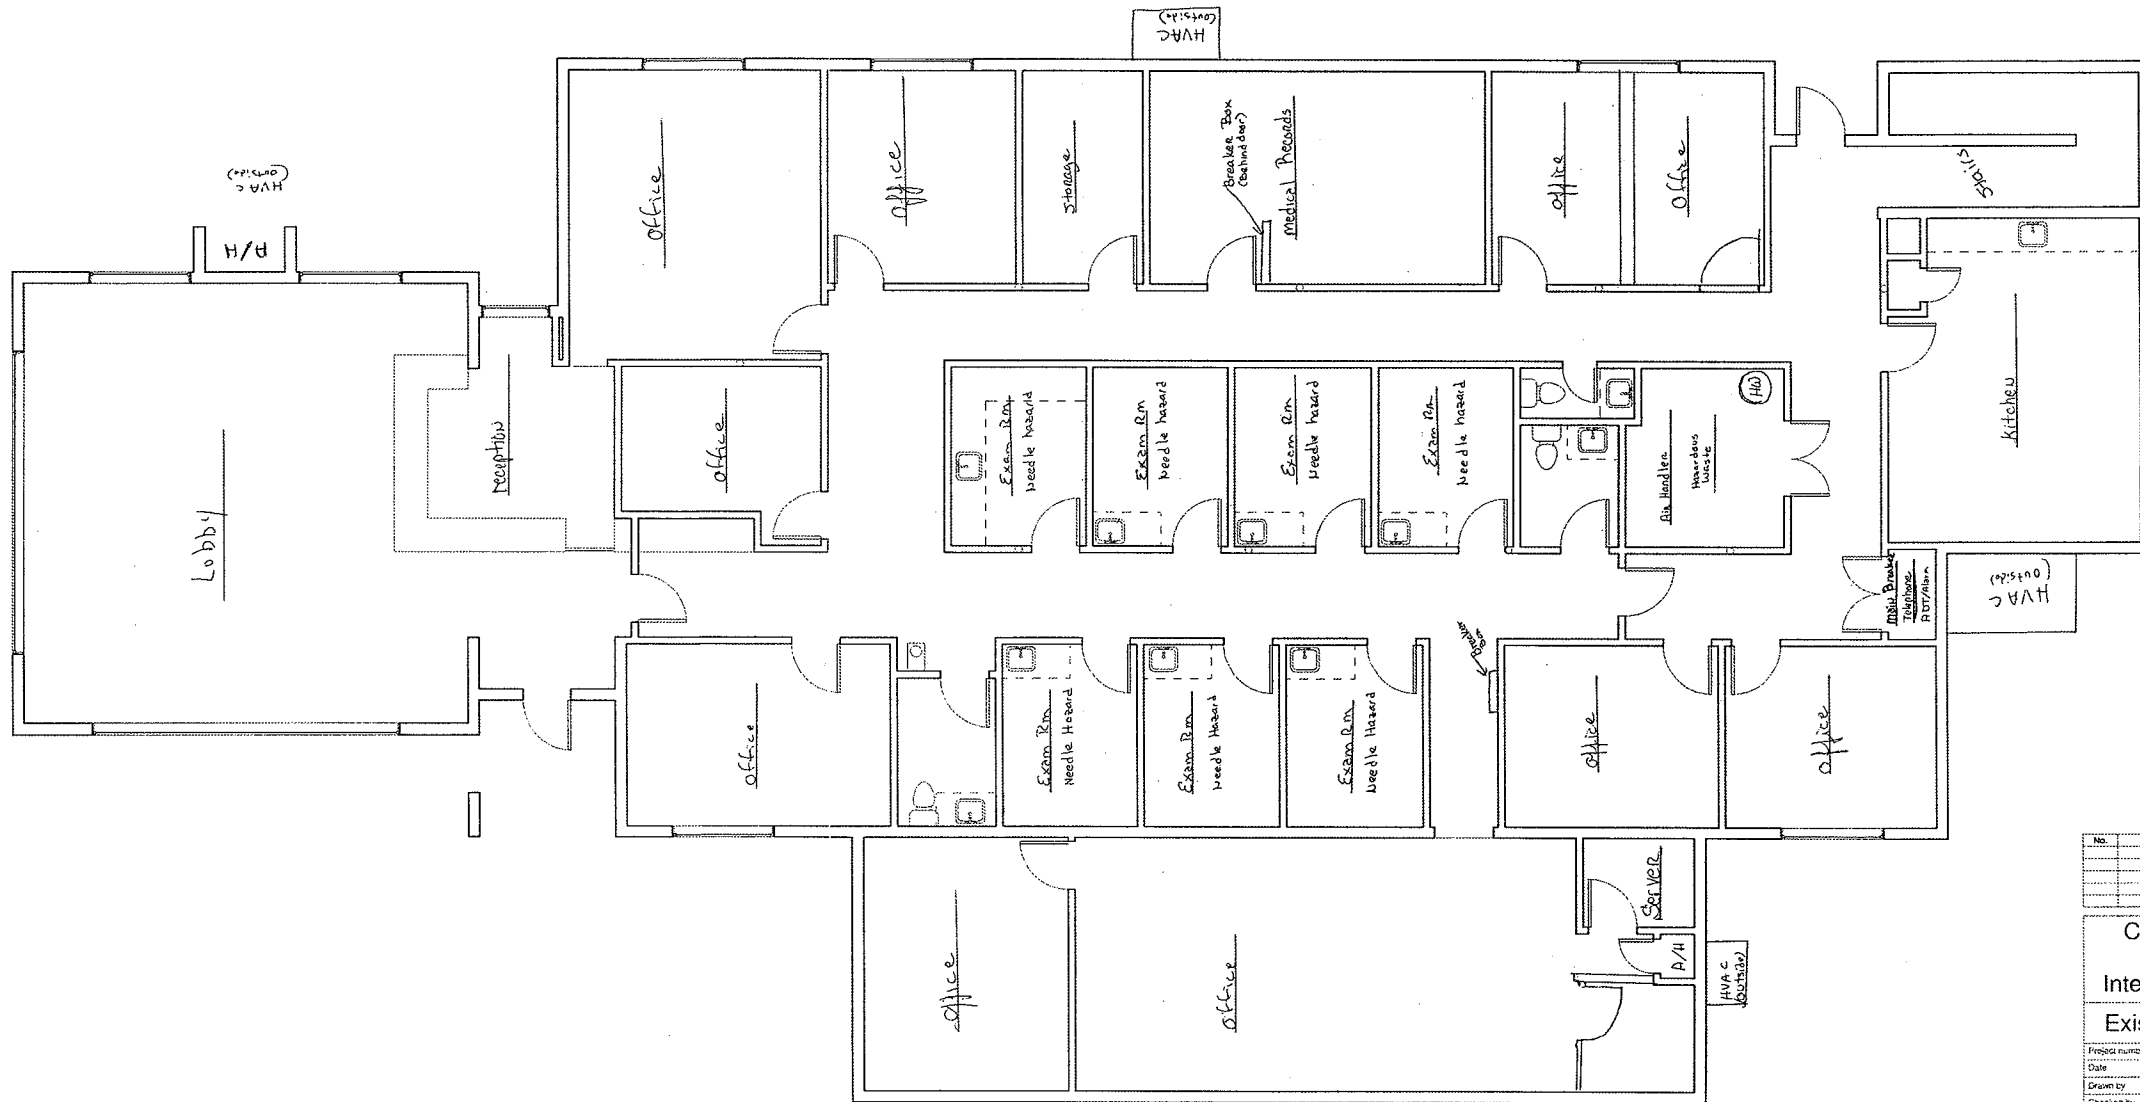 HVAC
(outside)
HVAC
(outside)
A/H
Office
Office
Storage
Breaker Box
(Behind door)
Medical Records
Office
Office
Stairs
Lobby
reception
Office
Exam Rm
Needle hazard
Exam Rm
Needle hazard
Exam Rm
Needle hazard
Exam Rm
Needle hazard
HW
Air Handler
Hazardous
Waste
Kitchen
Main Breaker
Telephone
ADT/Alarm
HVAC
(outside)
Breaker
Box
Office
Exam Rm
Needle Hazard
Exam Rm
Needle Hazard
Exam Rm
Needle Hazard
Office
Office
Office
Office
Server
A/H
HVAC
(outside)
No.
C
Inte
Exis
Project numb
Date
Drawn by